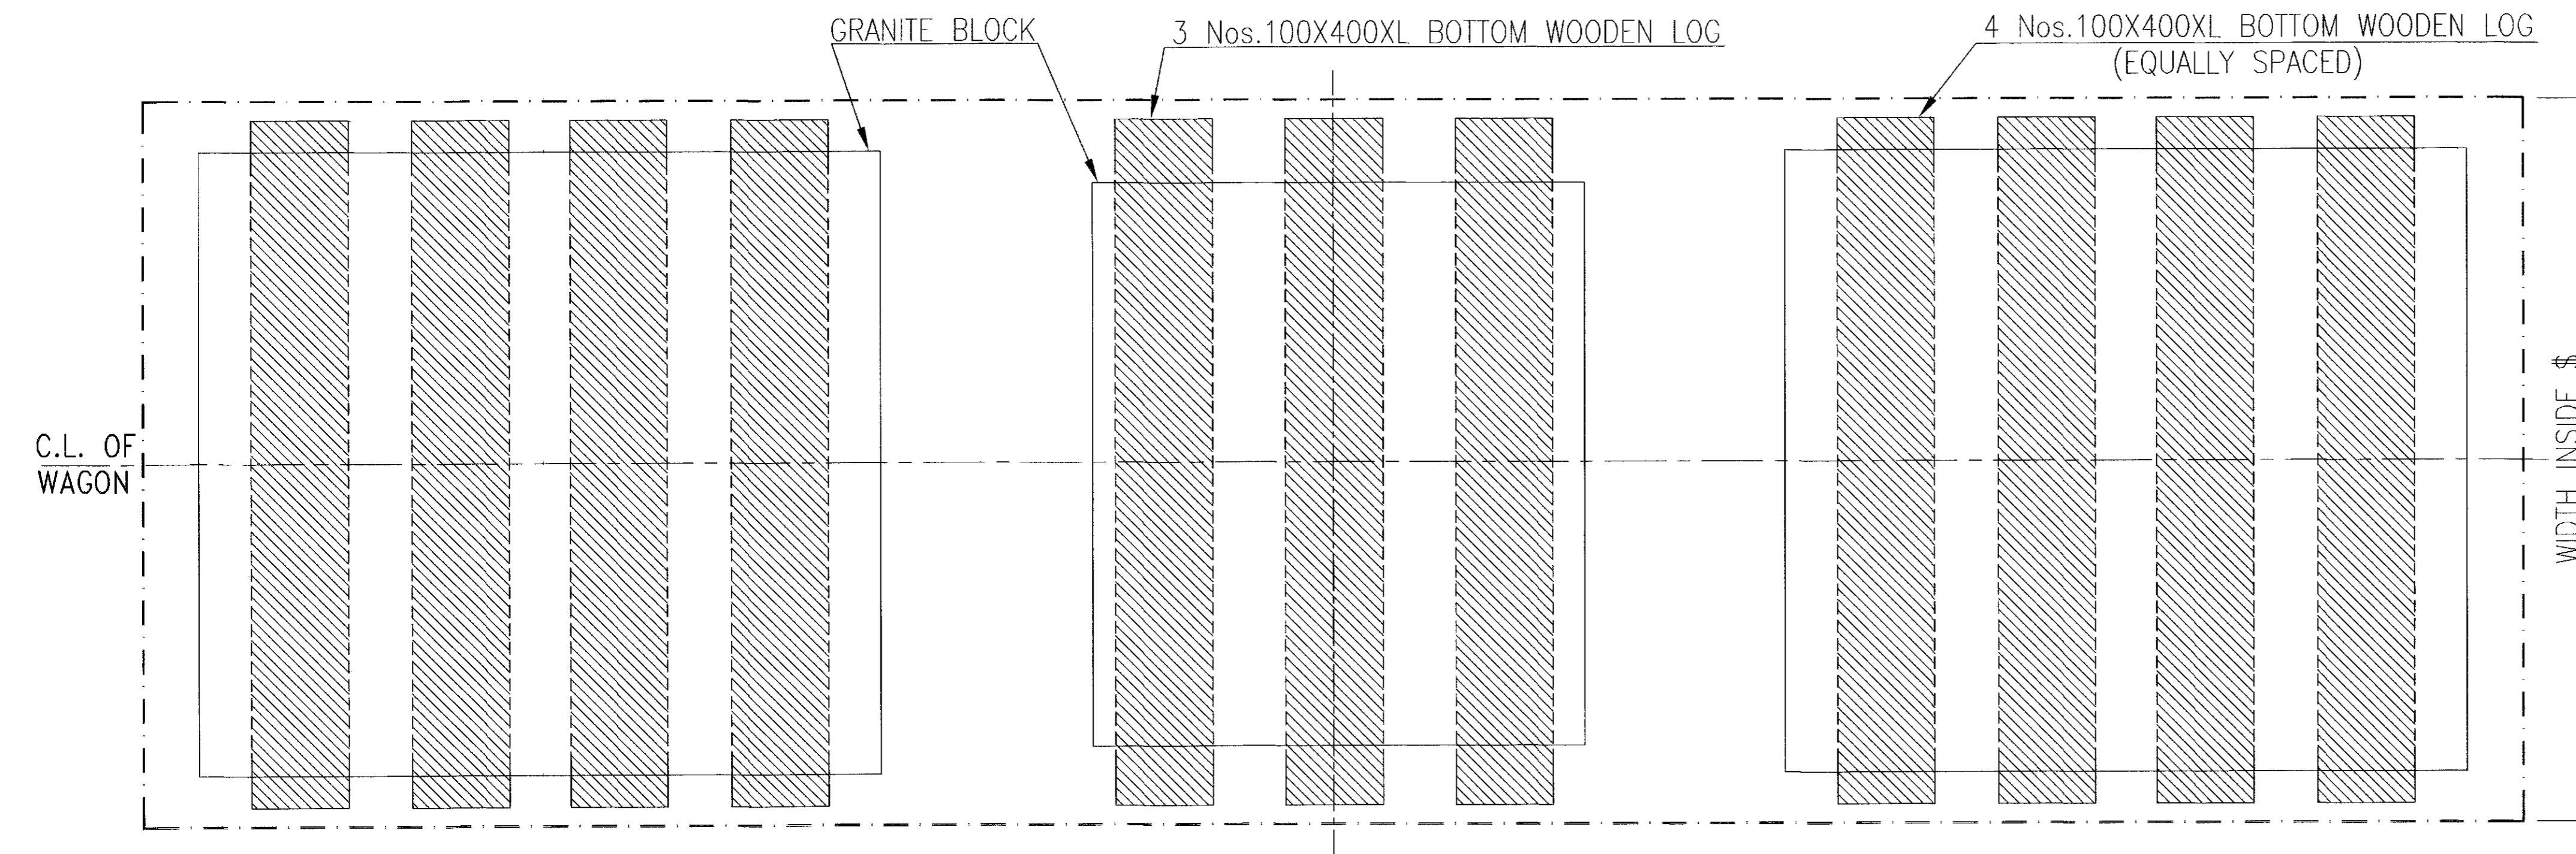 GRANITE BLOCK
3 Nos.100X400XL BOTTOM WOODEN LOG
4 Nos.100X400XL BOTTOM WOODEN LOG
(EQUALLY SPACED)
C.L. OF
WAGON
WIDTH INSIDE $